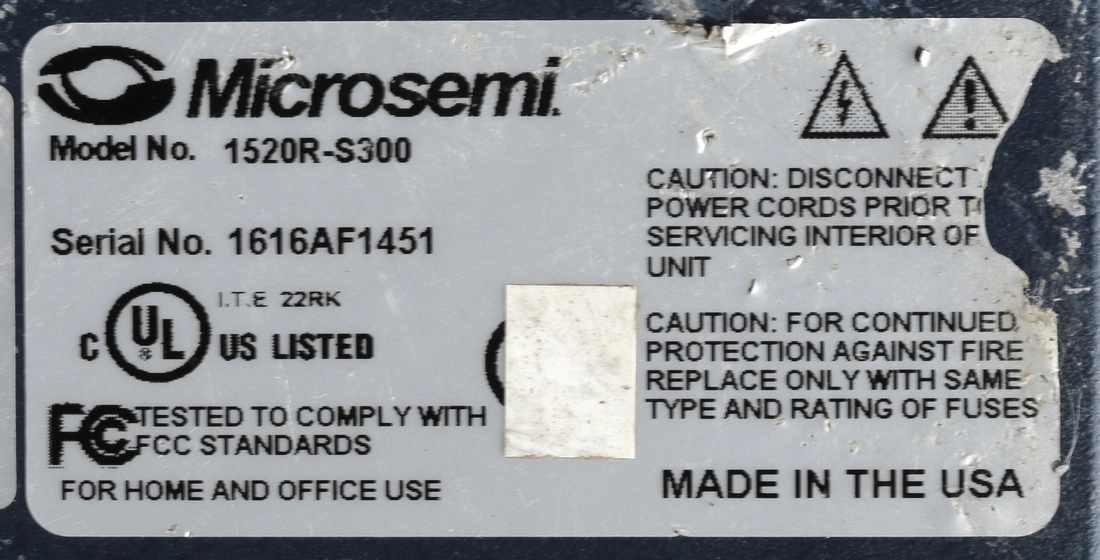 Microsemi.
Model No. 1520R-S300
Serial No. 1616AF1451
I.T.E 22RK
C UL US LISTED
FC TESTED TO COMPLY WITH
FCC STANDARDS
FOR HOME AND OFFICE USE
CAUTION: DISCONNECT
POWER CORDS PRIOR
SERVICING INTERIOR OF
UNIT
CAUTION: FOR CONTINUED
PROTECTION AGAINST FIRE
REPLACE ONLY WITH SAME
TYPE AND RATING OF FUSES
MADE IN THE USA